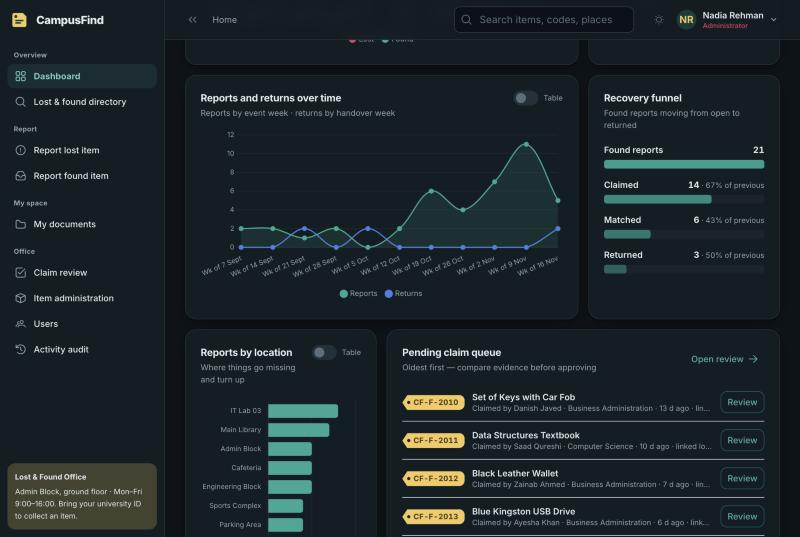 CampusFind
Home
Search items, codes, places
NR
Nadia Rehman
Administrator
Overview
Dashboard
Lost & found directory
Report
Report lost item
Report found item
My space
My documents
Office
Claim review
Item administration
Users
Activity audit
Lost & Found Office
Admin Block, ground floor · Mon–Fri
9:00–16:00. Bring your university ID
to collect an item.
Reports and returns over time
Table
Reports by event week · returns by handover week
12
10
8
6
4
2
0
Wk of 7 Sept
Wk of 14 Sept
Wk of 21 Sept
Wk of 28 Sept
Wk of 5 Oct
Wk of 12 Oct
Wk of 19 Oct
Wk of 26 Oct
Wk of 2 Nov
Wk of 9 Nov
Wk of 16 Nov
Reports
Returns
Recovery funnel
Found reports moving from open to
returned
Found reports 21
Claimed 14 · 67% of previous
Matched 6 · 43% of previous
Returned 3 · 50% of previous
Reports by location
Table
Where things go missing
and turn up
IT Lab 03
Main Library
Admin Block
Cafeteria
Engineering Block
Sports Complex
Parking Area
Pending claim queue
Oldest first — compare evidence before approving
Open review →
CF-F-2010
Set of Keys with Car Fob
Claimed by Danish Javed · Business Administration · 13 d ago · lin...
Review
CF-F-2011
Data Structures Textbook
Claimed by Saad Qureshi · Computer Science · 10 d ago · linked lo...
Review
CF-F-2012
Black Leather Wallet
Claimed by Zainab Ahmed · Business Administration · 7 d ago · lin...
Review
CF-F-2013
Blue Kingston USB Drive
Claimed by Ayesha Khan · Business Administration · 6 d ago · link...
Review